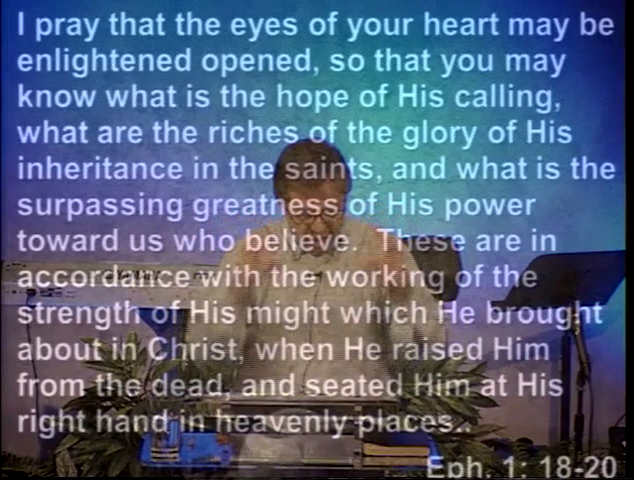 I pray that the eyes of your heart may be
enlightened opened, so that you may
know what is the hope of His calling,
what are the riches of the glory of His
inheritance in the saints, and what is the
surpassing greatness of His power
toward us who believe.  These are in
accordance with the working of the
strength of His might which He brought
about in Christ, when He raised Him
from the dead, and seated Him at His
right hand in heavenly places..
Eph. 1: 18-20